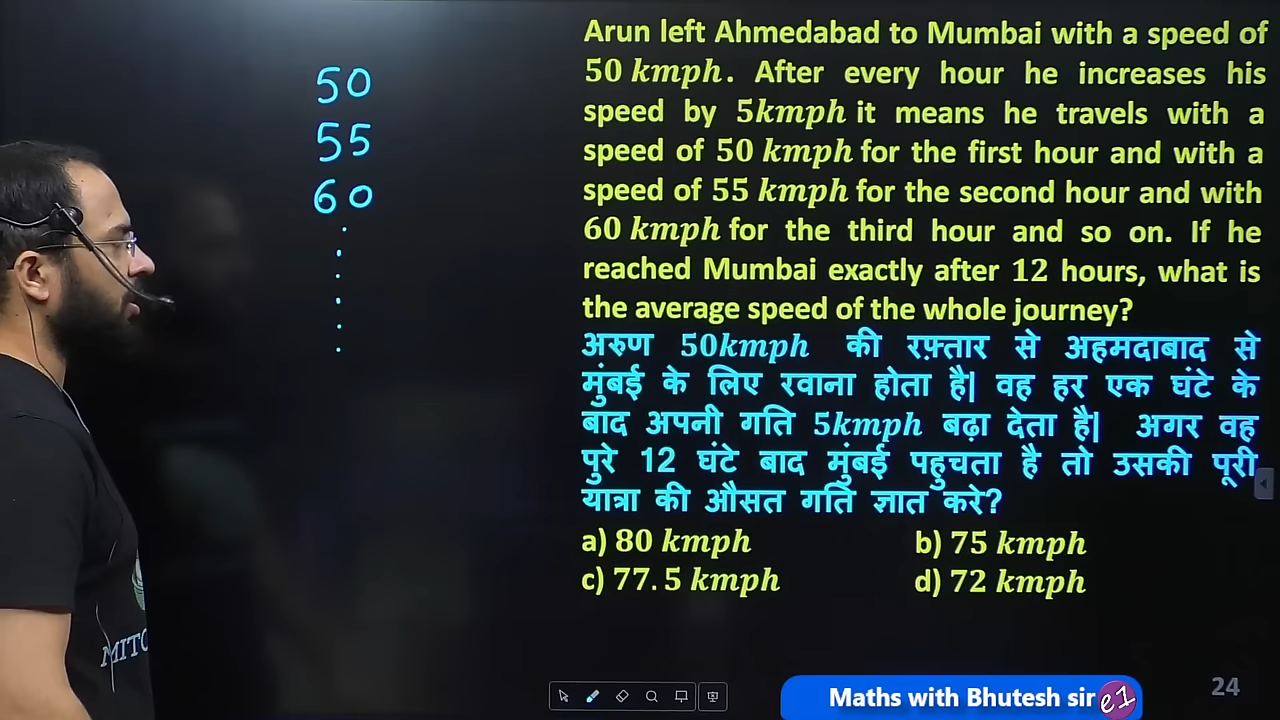 50
55
60
Arun left Ahmedabad to Mumbai with a speed of
50 kmph. After every hour he increases his
speed by 5kmph it means he travels with a
speed of 50 kmph for the first hour and with a
speed of 55 kmph for the second hour and with
60 kmph for the third hour and so on. If he
reached Mumbai exactly after 12 hours, what is
the average speed of the whole journey?
अरुण 50kmph की रफ़्तार से अहमदाबाद से
मुंबई के लिए रवाना होता है| वह हर एक घंटे के
बाद अपनी गति 5kmph बढ़ा देता है| अगर वह
पुरे 12 घंटे बाद मुंबई पहुचता है तो उसकी पूरी
यात्रा की औसत गति ज्ञात करे?
a) 80 kmph b) 75 kmph
c) 77.5 kmph d) 72 kmph
Maths with Bhutesh sir e1
24